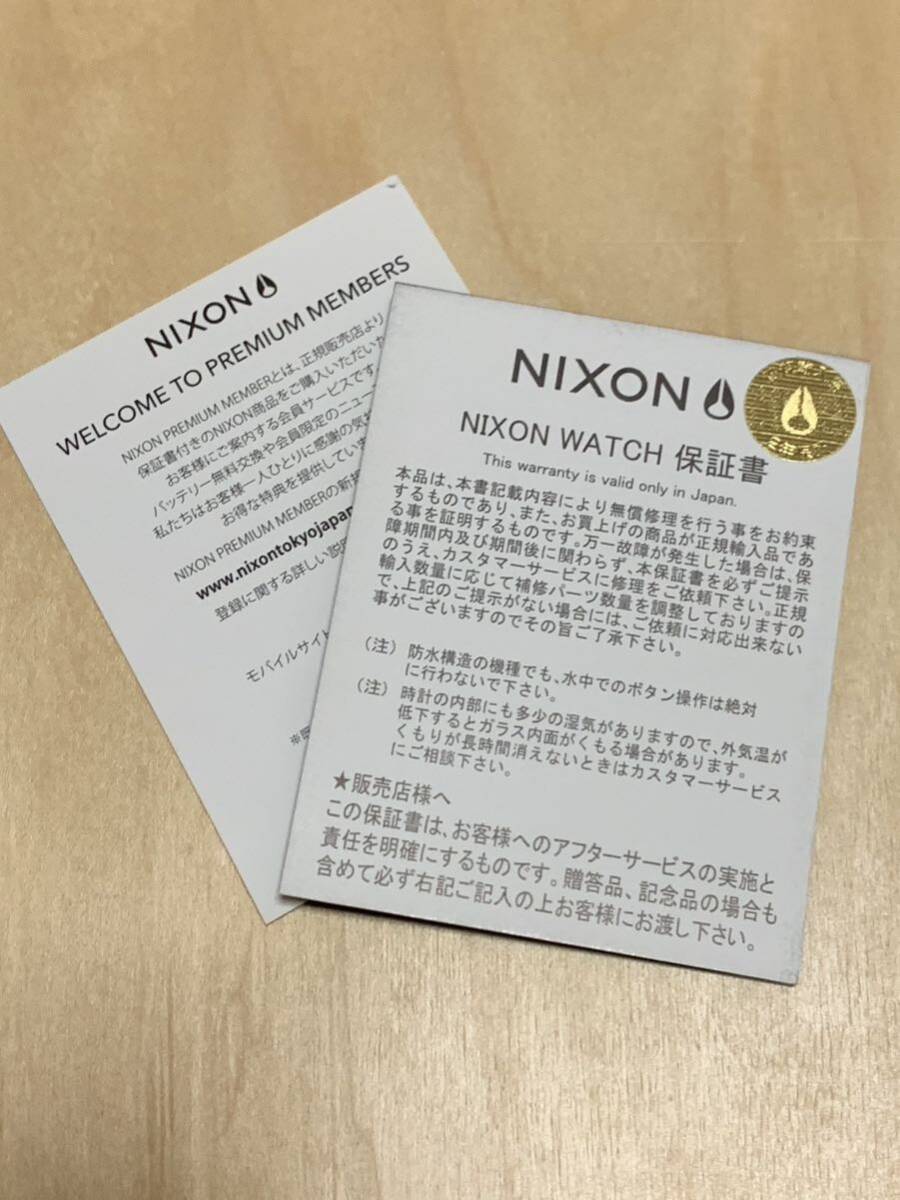 NIXON
WELCOME TO PREMIUM MEMBERS
NIXON PREMIUM MEMBERとは、正規販売店より
保証書付きのNIXON商品をご購入いただいた
お客様にご案内する会員サービスです
バッテリー無料交換や会員限定のニュー
私たちはお客様一人ひとりに感謝の気持
お得な特典を提供していま
NIXON PREMIUM MEMBERの新規
www.nixontokyojapan
登録に関する詳しい説明
モバイルサイト
NIXON
NIXON WATCH 保証書
This warranty is valid only in Japan.
本品は、本書記載内容により無償修理を行う事をお約束
するものであり、また、お買上げの商品が正規輸入品であ
る事を証明するものです。万一故障が発生した場合は、保
障期間内及び期間後に関わらず、本保証書を必ずご提示
のうえ、カスタマーサービスに修理をご依頼下さい。正規
輸入数量に応じて補修パーツ数量を調整しておりますの
で、上記のご提示がない場合には、ご依頼に対応出来ない
事がございますのでその旨ご了承下さい。
（注） 防水構造の機種でも、水中でのボタン操作は絶対
に行わないで下さい。
（注） 時計の内部にも多少の湿気がありますので、外気温が
低下するとガラス内面がくもる場合があります。
くもりが長時間消えないときはカスタマーサービス
にご相談下さい。
★販売店様へ
この保証書は、お客様へのアフターサービスの実施と
責任を明確にするものです。贈答品、記念品の場合も
含めて必ず右記ご記入の上お客様にお渡し下さい。